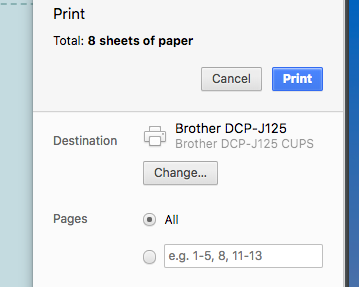 Print
Total: 8 sheets of paper
Cancel
Print
Destination
Brother DCP-J125
Brother DCP-J125 CUPS
Change...
Pages
All
e.g. 1-5, 8, 11-13